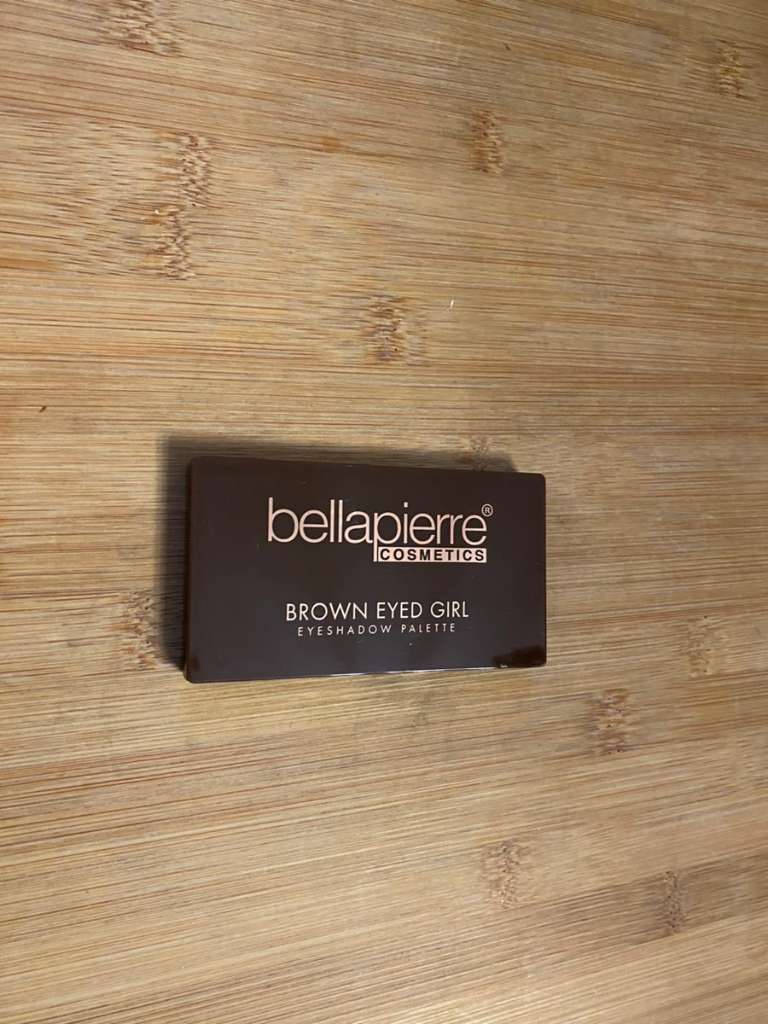 bellapierre®
COSMETICS
BROWN EYED GIRL
EYESHADOW PALETTE